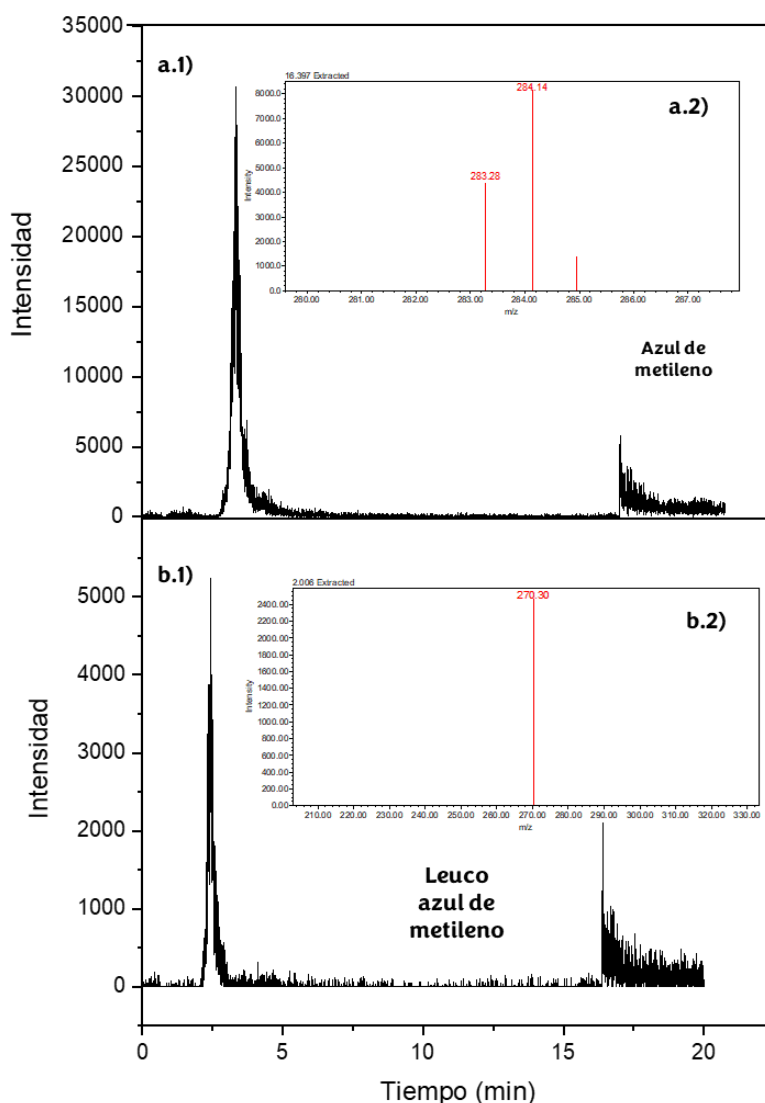 35000
a.1)
16.397 Extracted
8000.0
284.14
a.2)
30000
7000.0
6000.0
25000
5000.0
283.28
Intensity
4000.0
20000
3000.0
2000.0
1000.0
15000
0.0
280.00 281.00 282.00 283.00 284.00 285.00 286.00 287.00
m/z
Intensidad
Azul de
metileno
10000
5000
0
b.1)
2.006 Extracted
270.30
b.2)
5000
2400.00
2200.00
2000.00
1800.00
4000
1600.00
1400.00
Intensity
1200.00
1000.00
3000
800.00
600.00
400.00
200.00
0.00
210.00 220.00 230.00 240.00 250.00 260.00 270.00 280.00 290.00 300.00 310.00 320.00 330.00
m/z
Intensidad
2000
Leuco
azul de
metileno
1000
0
0 5 10 15 20
Tiempo (min)